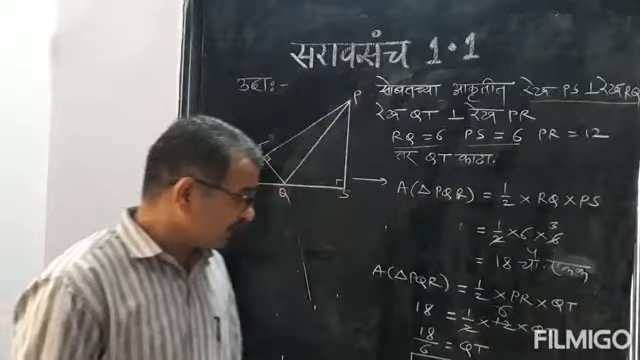 सरावसंच 1.1
उदा:-
सोबतच्या आकृतीत रेख PS ⊥ रेख RQ
रेख QT ⊥ रेख PR
RQ = 6 PS = 6 PR = 12
तर QT काढा.
P
T
Q
S
A(△PQR) = 1/2 × RQ × PS
= 1/2 × 6 × 6 3
= 18 चौ. एकक
A(△PQR) = 1/2 × PR × QT
18 = 1/2 × 12 6 × Q
18/6 = QT
FILMIGO